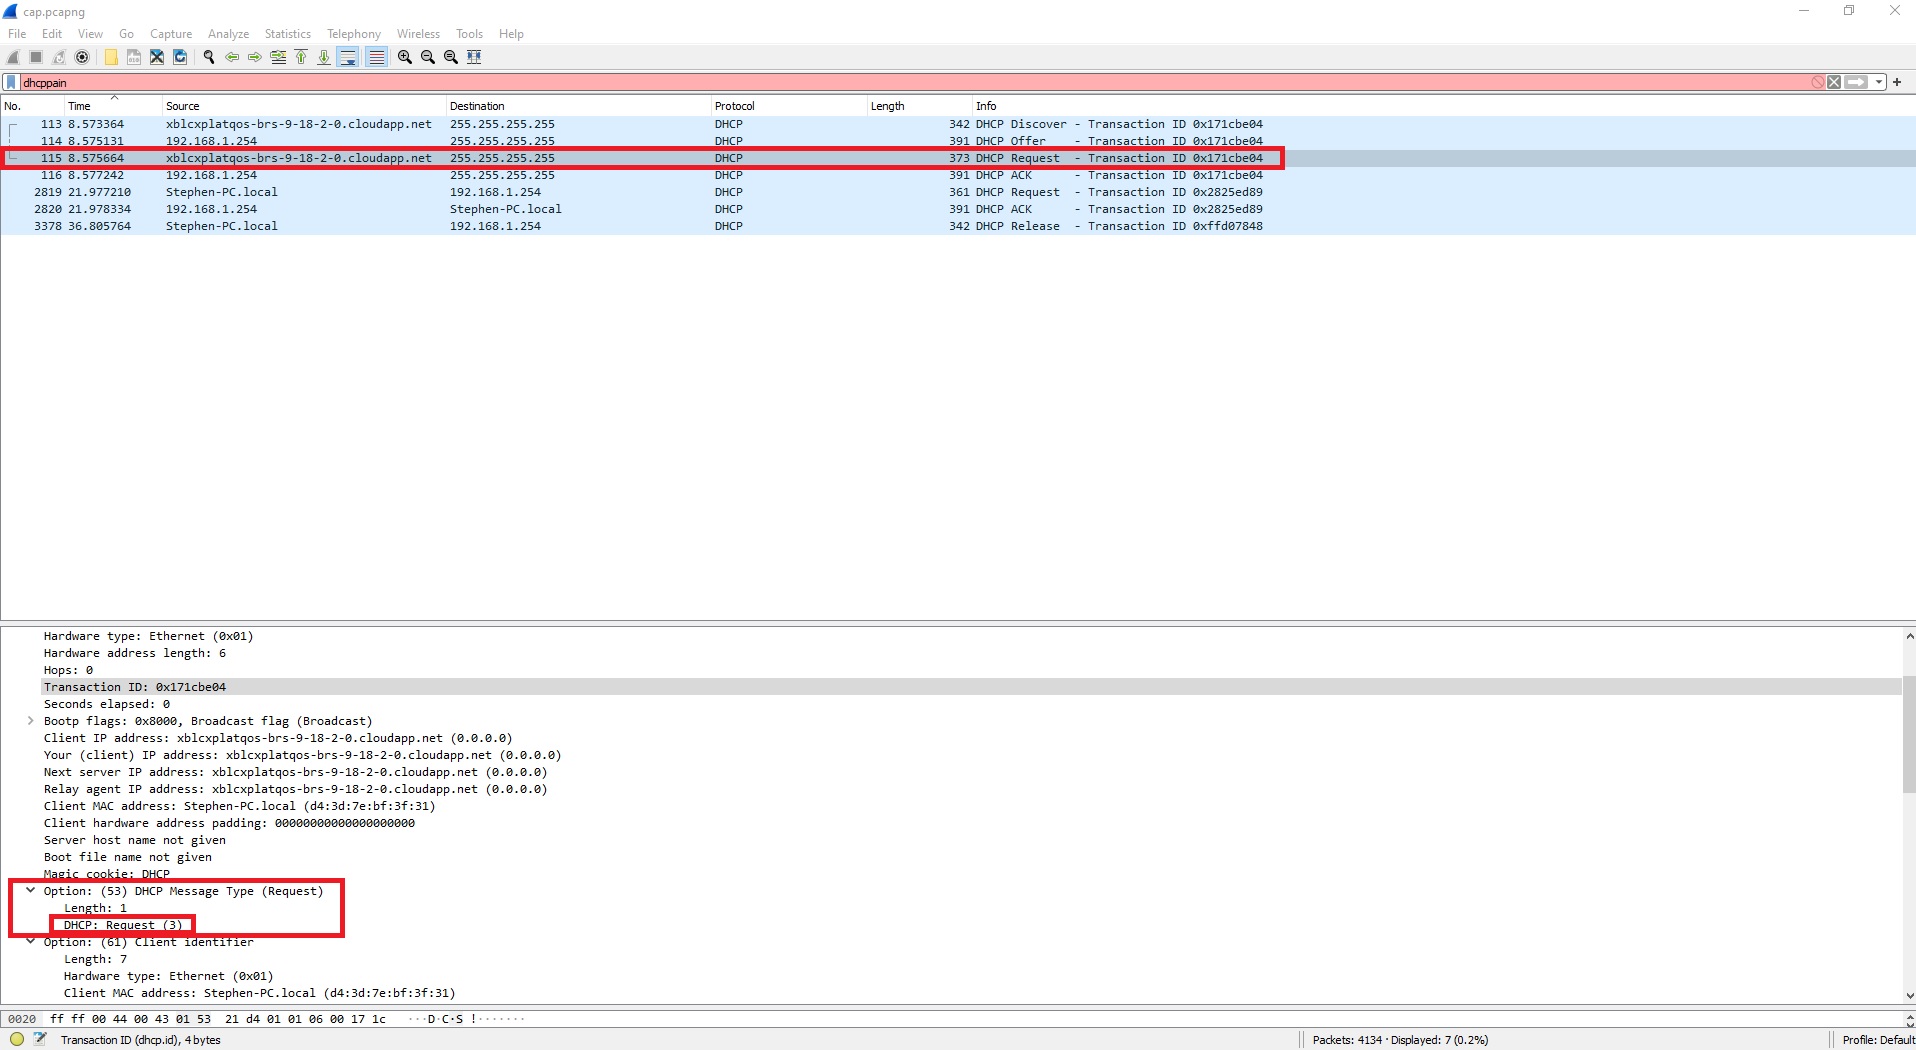 cap.pcapng
File Edit View Go Capture Analyze Statistics Telephony Wireless Tools Help
dhcppain
No. Time Source Destination Protocol Length Info
113 8.573364 xblcxplatqos-brs-9-18-2-0.cloudapp.net 255.255.255.255 DHCP 342 DHCP Discover - Transaction ID 0x171cbe04
114 8.575131 192.168.1.254 255.255.255.255 DHCP 391 DHCP Offer - Transaction ID 0x171cbe04
115 8.575664 xblcxplatqos-brs-9-18-2-0.cloudapp.net 255.255.255.255 DHCP 373 DHCP Request - Transaction ID 0x171cbe04
116 8.577242 192.168.1.254 255.255.255.255 DHCP 391 DHCP ACK - Transaction ID 0x171cbe04
2819 21.977210 Stephen-PC.local 192.168.1.254 DHCP 361 DHCP Request - Transaction ID 0x2825ed89
2820 21.978334 192.168.1.254 Stephen-PC.local DHCP 391 DHCP ACK - Transaction ID 0x2825ed89
3378 36.805764 Stephen-PC.local 192.168.1.254 DHCP 342 DHCP Release - Transaction ID 0xffd07848
Hardware type: Ethernet (0x01)
Hardware address length: 6
Hops: 0
Transaction ID: 0x171cbe04
Seconds elapsed: 0
Bootp flags: 0x8000, Broadcast flag (Broadcast)
Client IP address: xblcxplatqos-brs-9-18-2-0.cloudapp.net (0.0.0.0)
Your (client) IP address: xblcxplatqos-brs-9-18-2-0.cloudapp.net (0.0.0.0)
Next server IP address: xblcxplatqos-brs-9-18-2-0.cloudapp.net (0.0.0.0)
Relay agent IP address: xblcxplatqos-brs-9-18-2-0.cloudapp.net (0.0.0.0)
Client MAC address: Stephen-PC.local (d4:3d:7e:bf:3f:31)
Client hardware address padding: 00000000000000000000
Server host name not given
Boot file name not given
Magic cookie: DHCP
Option: (53) DHCP Message Type (Request)
Length: 1
DHCP: Request (3)
Option: (61) Client identifier
Length: 7
Hardware type: Ethernet (0x01)
Client MAC address: Stephen-PC.local (d4:3d:7e:bf:3f:31)
0020 ff ff 00 44 00 43 01 53 21 d4 01 01 06 00 17 1c ···D·C·S !·······
Transaction ID (dhcp.id), 4 bytes Packets: 4134 · Displayed: 7 (0.2%) Profile: Default